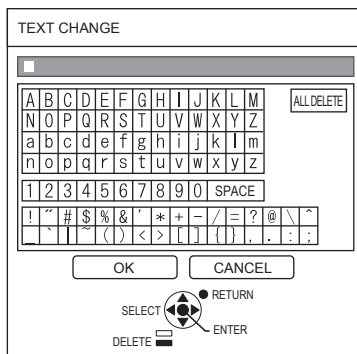 TEXT CHANGE
A B C D E F G H I J K L M ALL DELETE
N O P Q R S T U V W X Y Z
a b c d e f g h i j k l m
n o p q r s t u v w x y z
1 2 3 4 5 6 7 8 9 0 SPACE
! ˝ # $ % & ' * + - / = ? @ \ ^
_ ` | ~ ( ) < > [ ] { } , . : ;
OK CANCEL
RETURN
SELECT
ENTER
DELETE